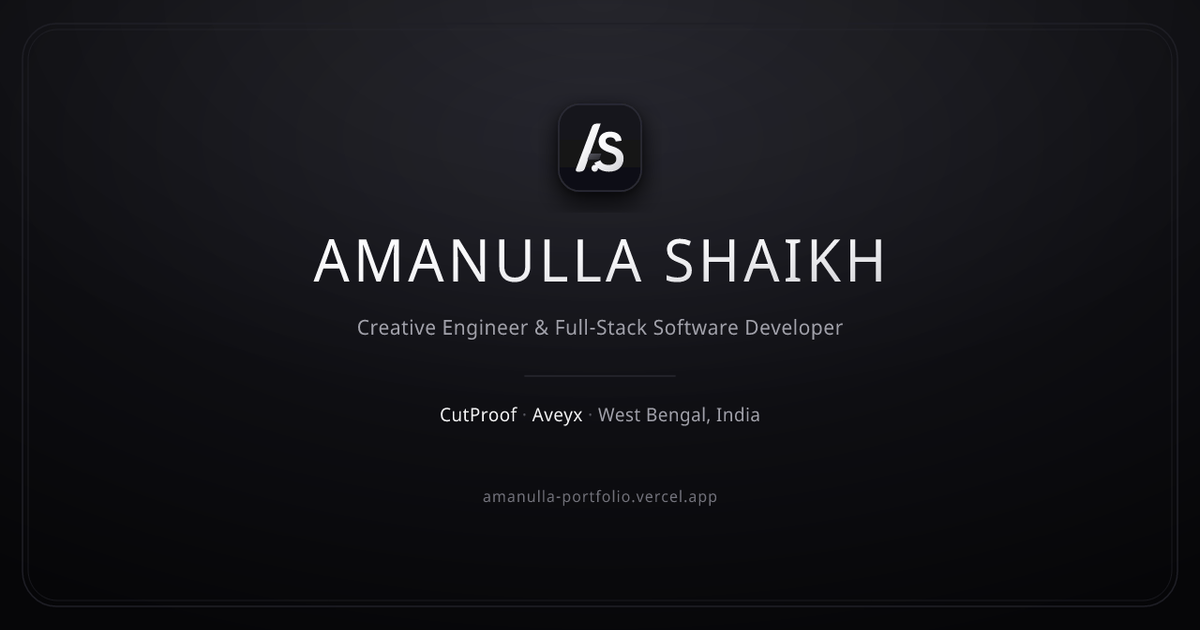 /S
AMANULLA SHAIKH
Creative Engineer & Full-Stack Software Developer
CutProof · Aveyx · West Bengal, India
amanulla-portfolio.vercel.app